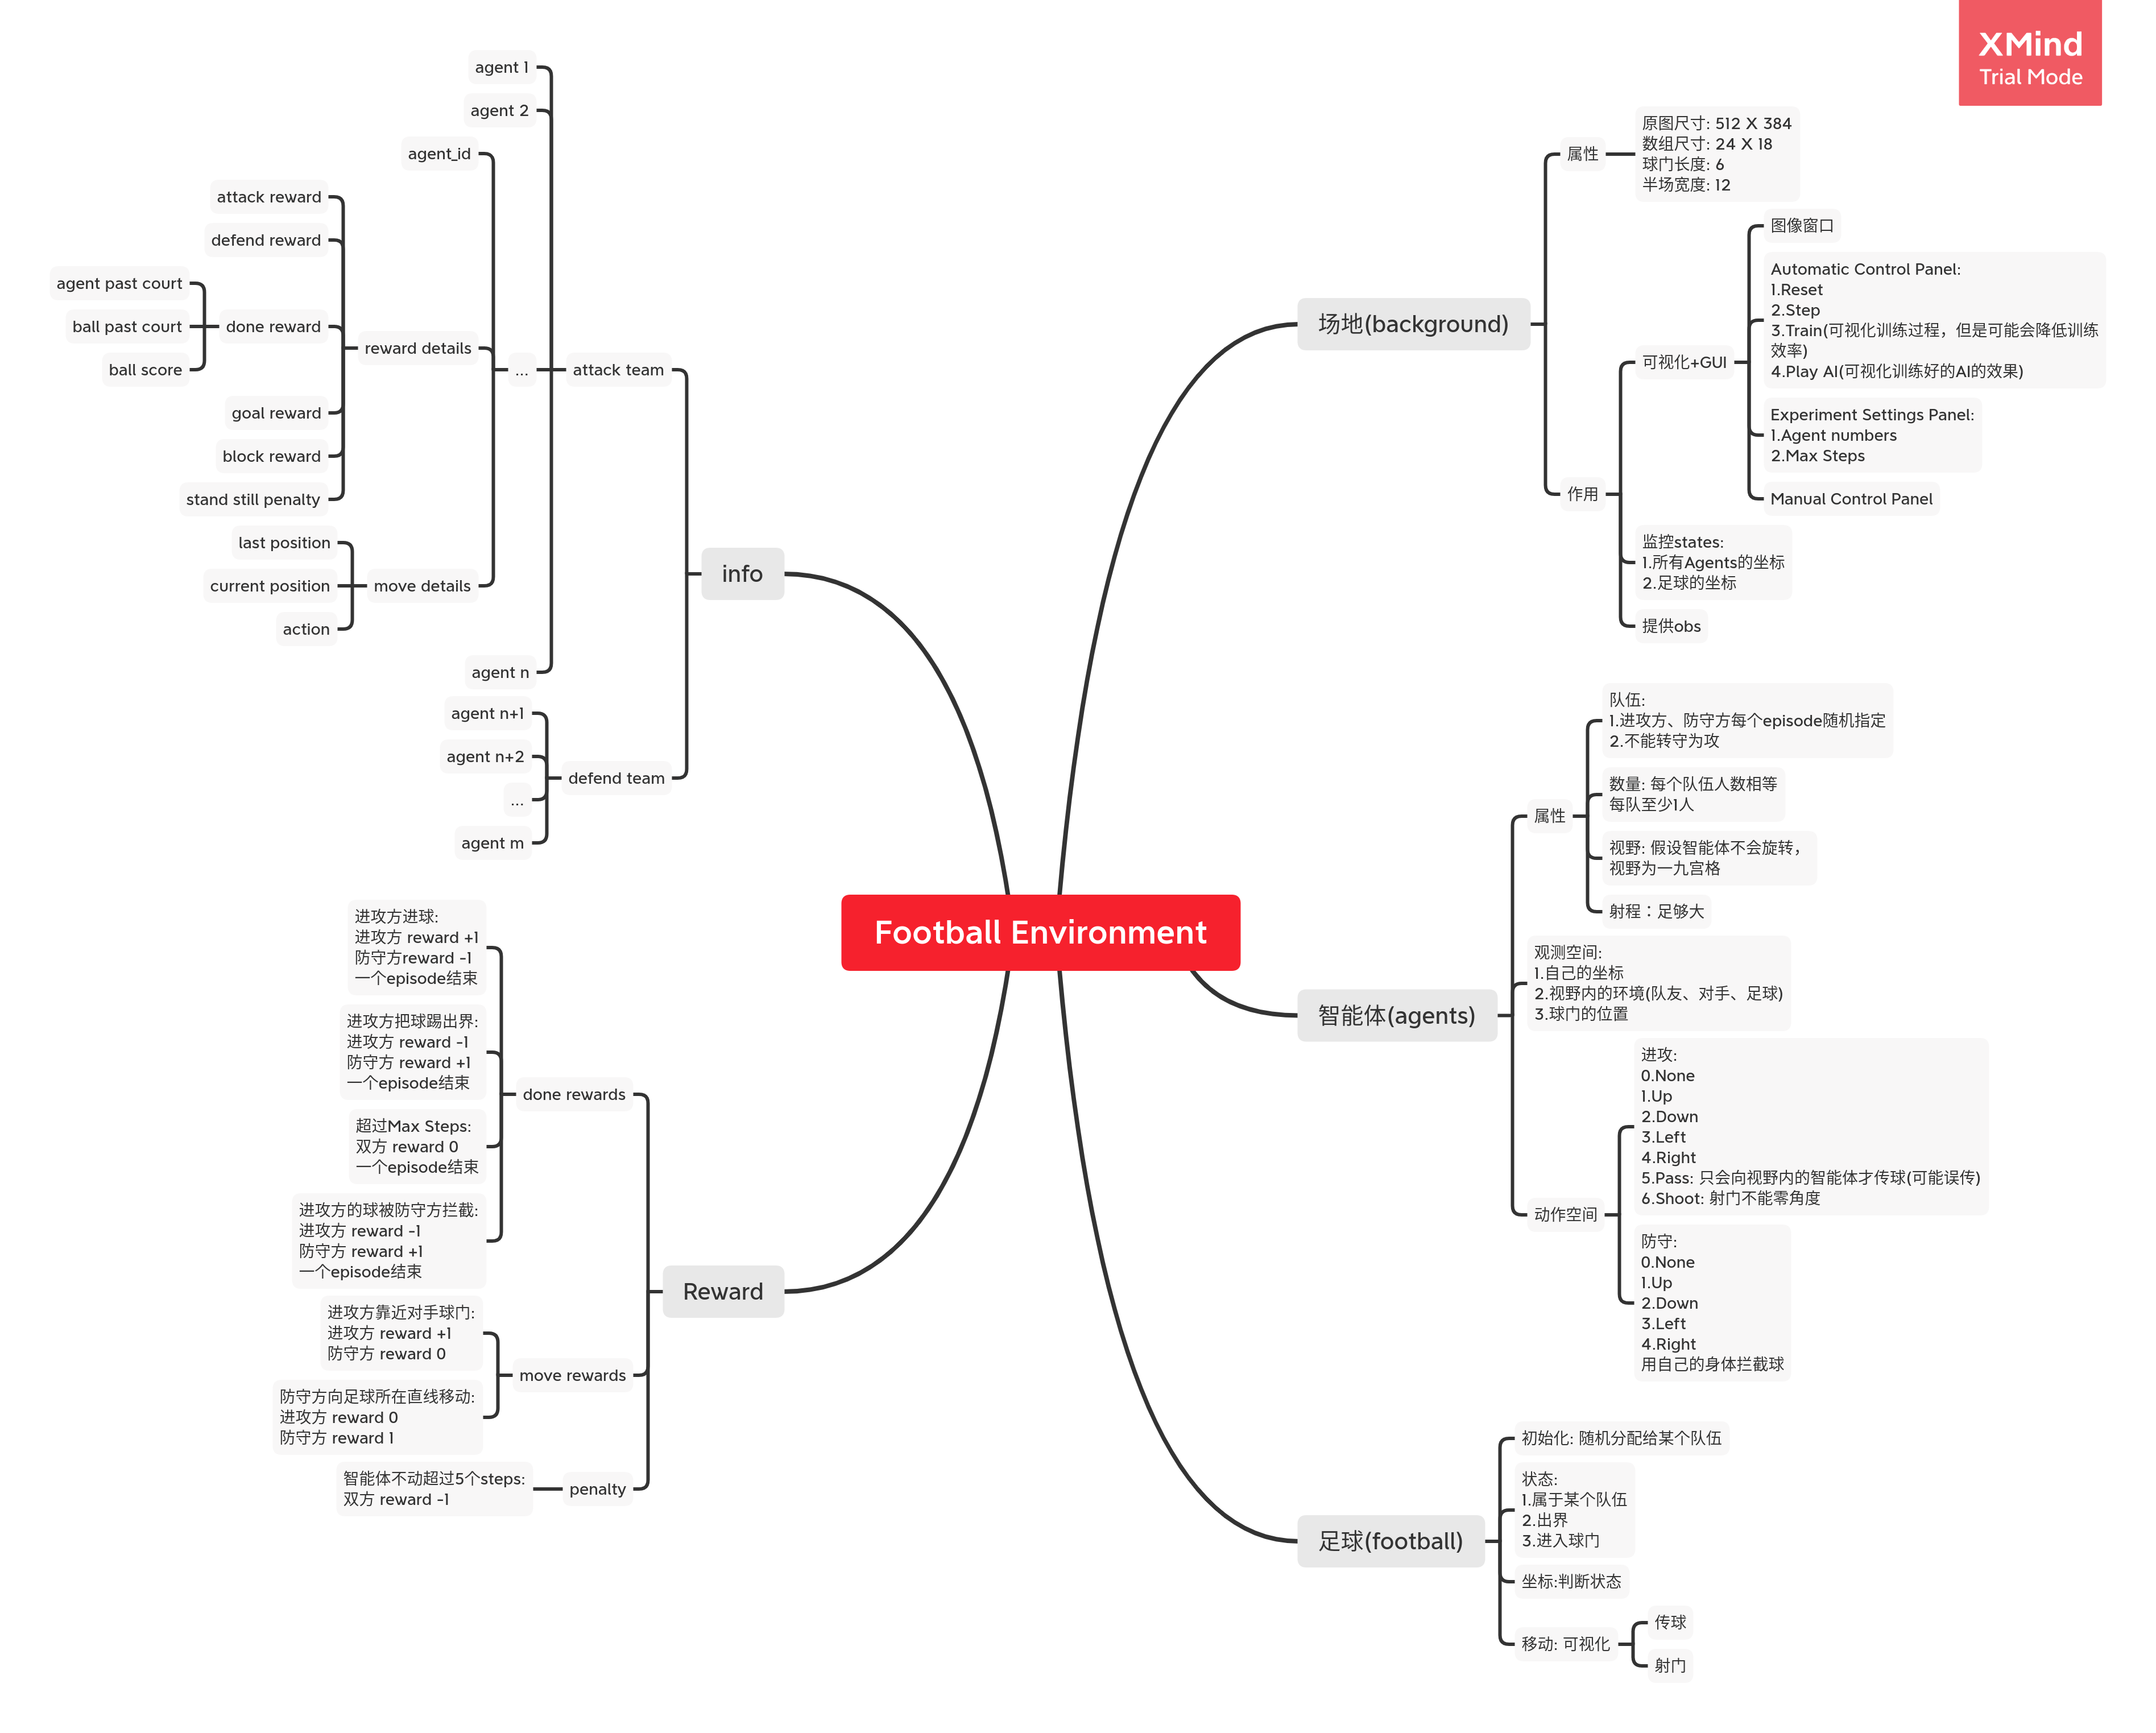 XMind
Trial Mode
Football Environment
场地(background)
属性
原图尺寸: 512 X 384
数组尺寸: 24 X 18
球门长度: 6
半场宽度: 12
作用
可视化+GUI
图像窗口
Automatic Control Panel:
1.Reset
2.Step
3.Train(可视化训练过程，但是可能会降低训练
效率)
4.Play AI(可视化训练好的AI的效果)
Experiment Settings Panel:
1.Agent numbers
2.Max Steps
Manual Control Panel
监控states:
1.所有Agents的坐标
2.足球的坐标
提供obs
智能体(agents)
属性
队伍:
1.进攻方、防守方每个episode随机指定
2.不能转守为攻
数量: 每个队伍人数相等
每队至少1人
视野: 假设智能体不会旋转，
视野为一九宫格
射程：足够大
观测空间:
1.自己的坐标
2.视野内的环境(队友、对手、足球)
3.球门的位置
动作空间
进攻:
0.None
1.Up
2.Down
3.Left
4.Right
5.Pass: 只会向视野内的智能体才传球(可能误传)
6.Shoot: 射门不能零角度
防守:
0.None
1.Up
2.Down
3.Left
4.Right
用自己的身体拦截球
足球(football)
初始化: 随机分配给某个队伍
状态:
1.属于某个队伍
2.出界
3.进入球门
坐标:判断状态
移动: 可视化
传球
射门
info
attack team
agent 1
agent 2
...
agent_id
reward details
attack reward
defend reward
done reward
agent past court
ball past court
ball score
goal reward
block reward
stand still penalty
move details
last position
current position
action
agent n
defend team
agent n+1
agent n+2
...
agent m
Reward
done rewards
进攻方进球:
进攻方 reward +1
防守方reward -1
一个episode结束
进攻方把球踢出界:
进攻方 reward -1
防守方 reward +1
一个episode结束
超过Max Steps:
双方 reward 0
一个episode结束
进攻方的球被防守方拦截:
进攻方 reward -1
防守方 reward +1
一个episode结束
move rewards
进攻方靠近对手球门:
进攻方 reward +1
防守方 reward 0
防守方向足球所在直线移动:
进攻方 reward 0
防守方 reward 1
penalty
智能体不动超过5个steps:
双方 reward -1